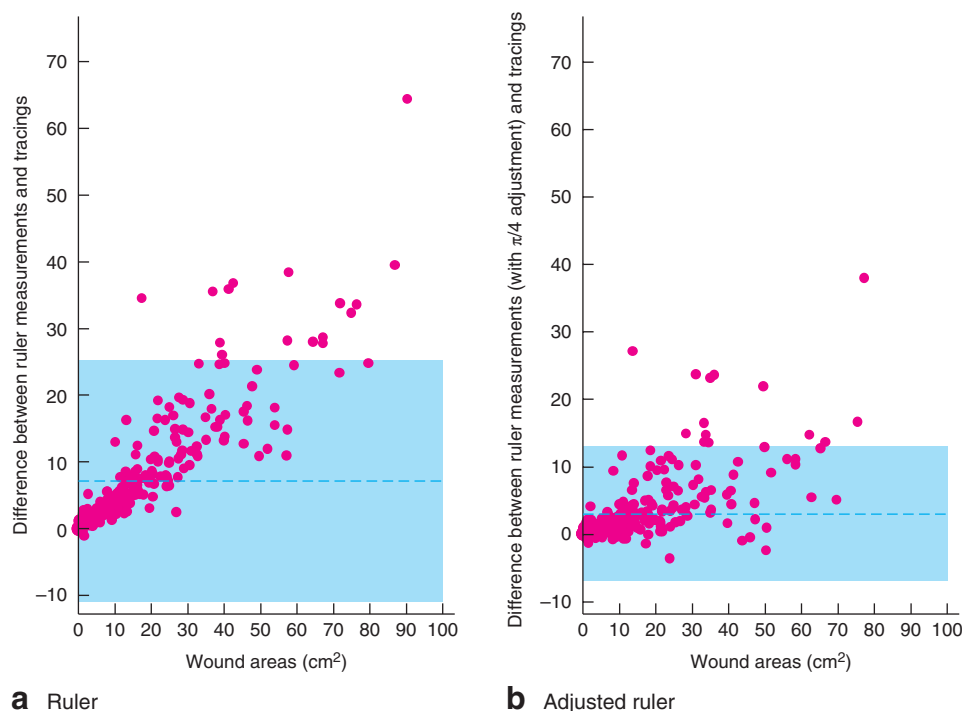 Difference between ruler measurements and tracings
70
60
50
40
30
20
10
0
–10
0 10 20 30 40 50 60 70 80 90 100
Wound areas (cm²)
a Ruler
Difference between ruler measurements (with π/4 adjustment) and tracings
70
60
50
40
30
20
10
0
–10
0 10 20 30 40 50 60 70 80 90 100
Wound areas (cm²)
b Adjusted ruler